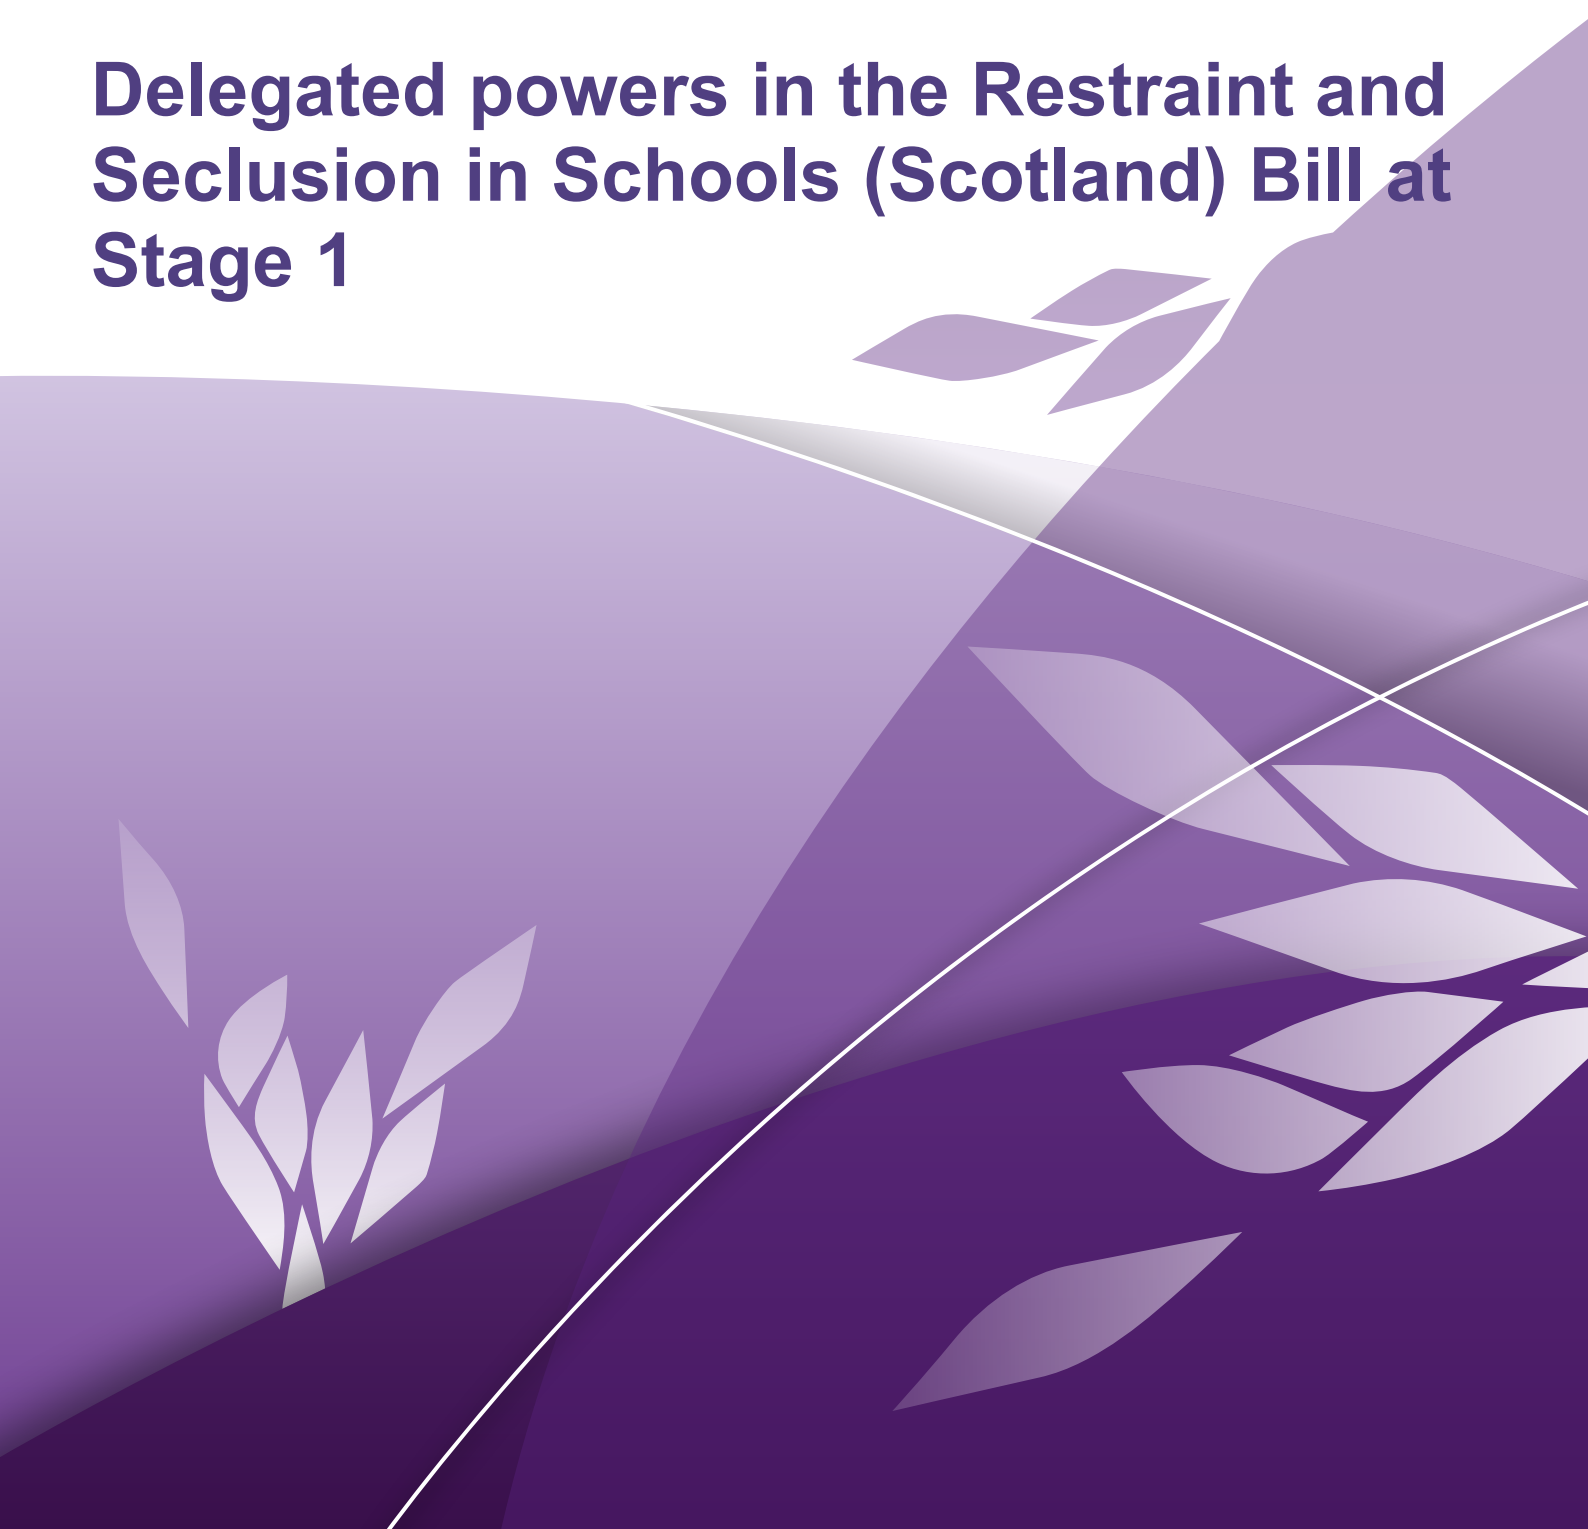 Delegated powers in the Restraint and
Seclusion in Schools (Scotland) Bill at
Stage 1